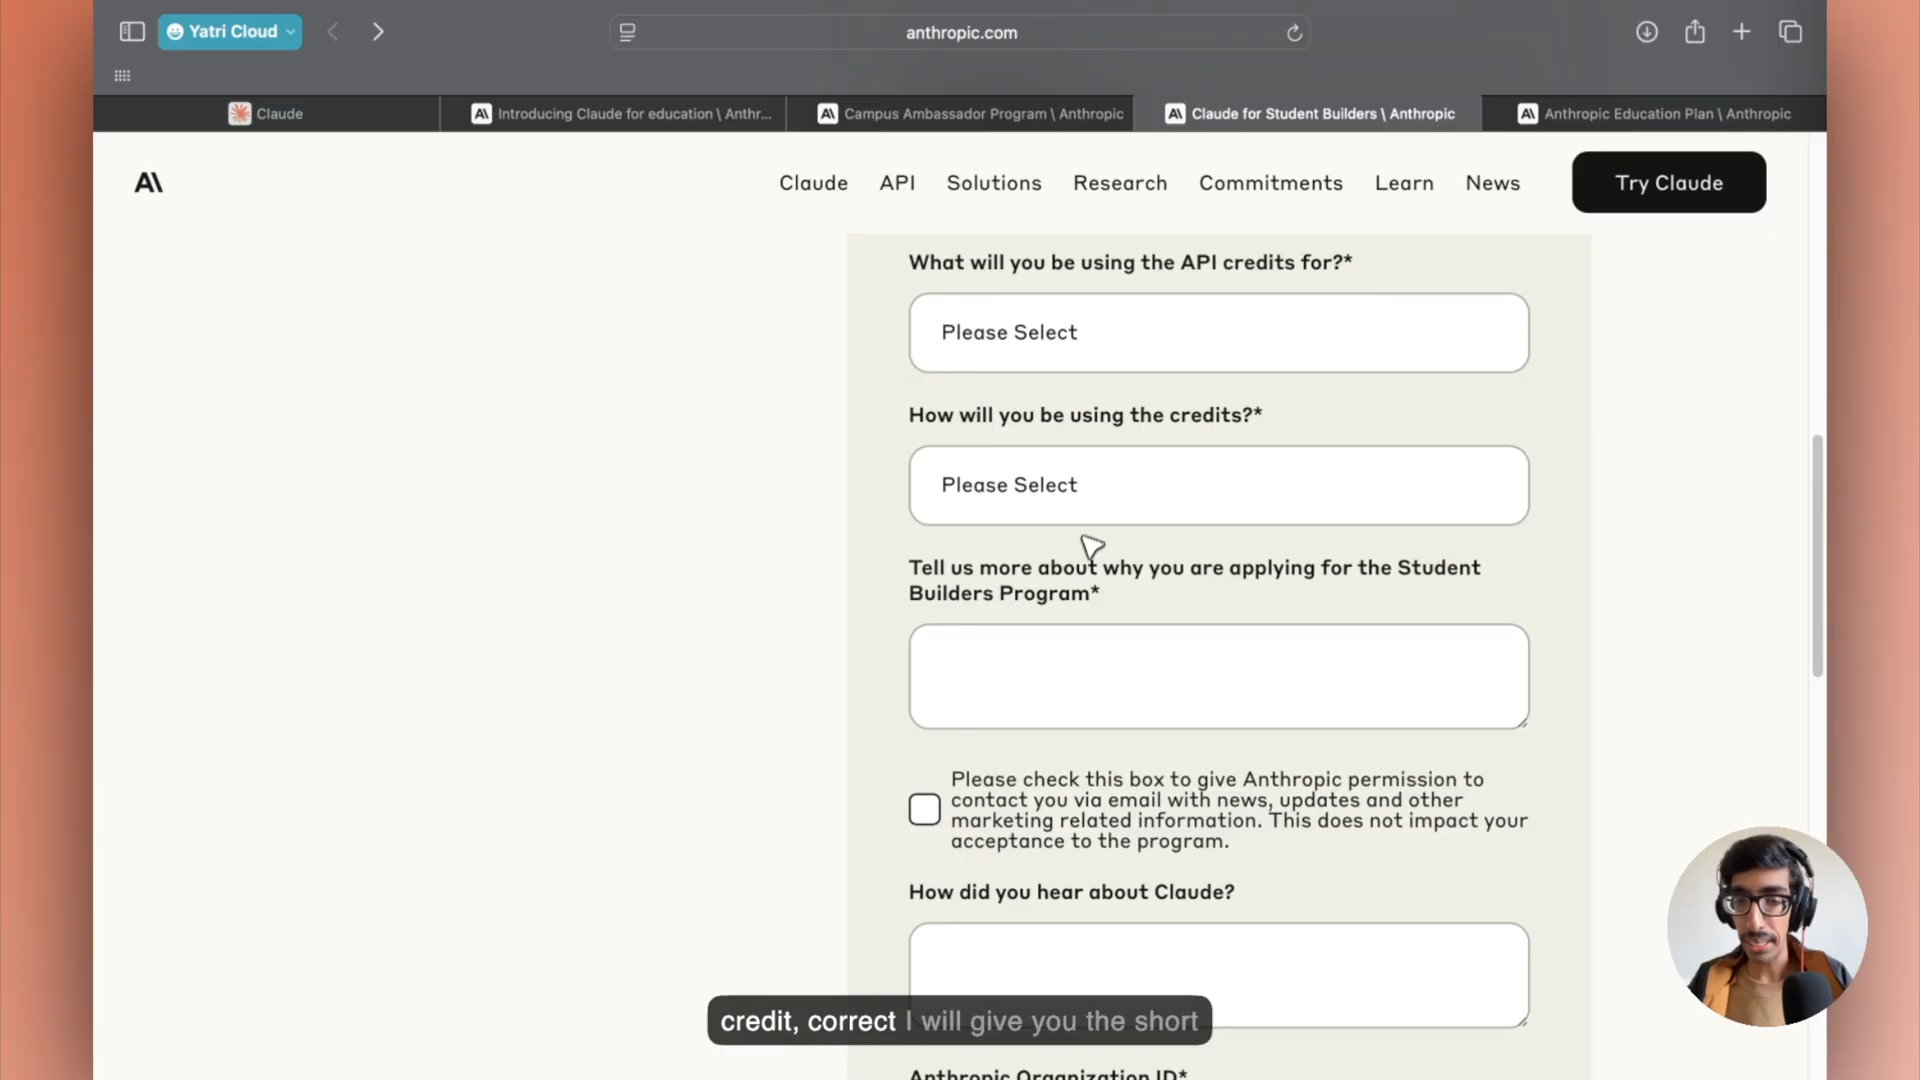 Yatri Cloud
anthropic.com
Claude
Introducing Claude for education \ Anthr...
Campus Ambassador Program \ Anthropic
Claude for Student Builders \ Anthropic
Anthropic Education Plan \ Anthropic
A\
Claude
API
Solutions
Research
Commitments
Learn
News
Try Claude
What will you be using the API credits for?*
Please Select
How will you be using the credits?*
Please Select
Tell us more about why you are applying for the Student
Builders Program*
Please check this box to give Anthropic permission to
contact you via email with news, updates and other
marketing related information. This does not impact your
acceptance to the program.
How did you hear about Claude?
credit, correct I will give you the short
Anthropic Organization ID*